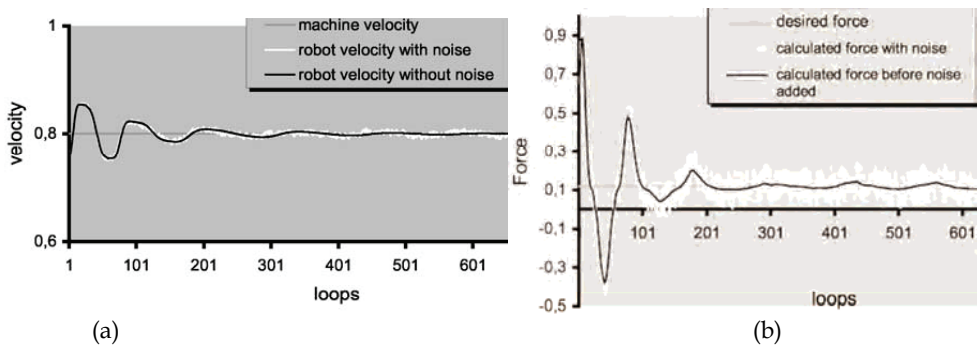 1
machine velocity
robot velocity with noise
robot velocity without noise
velocity
0,8
0,6
1 101 201 301 401 501 601
loops
(a)
desired force
calculated force with noise
calculated force before noise
added
0,9
0,7
0,5
0,3
0,1
-0,1
-0,3
-0,5
Force
101 201 301 401 501 601
loops
(b)